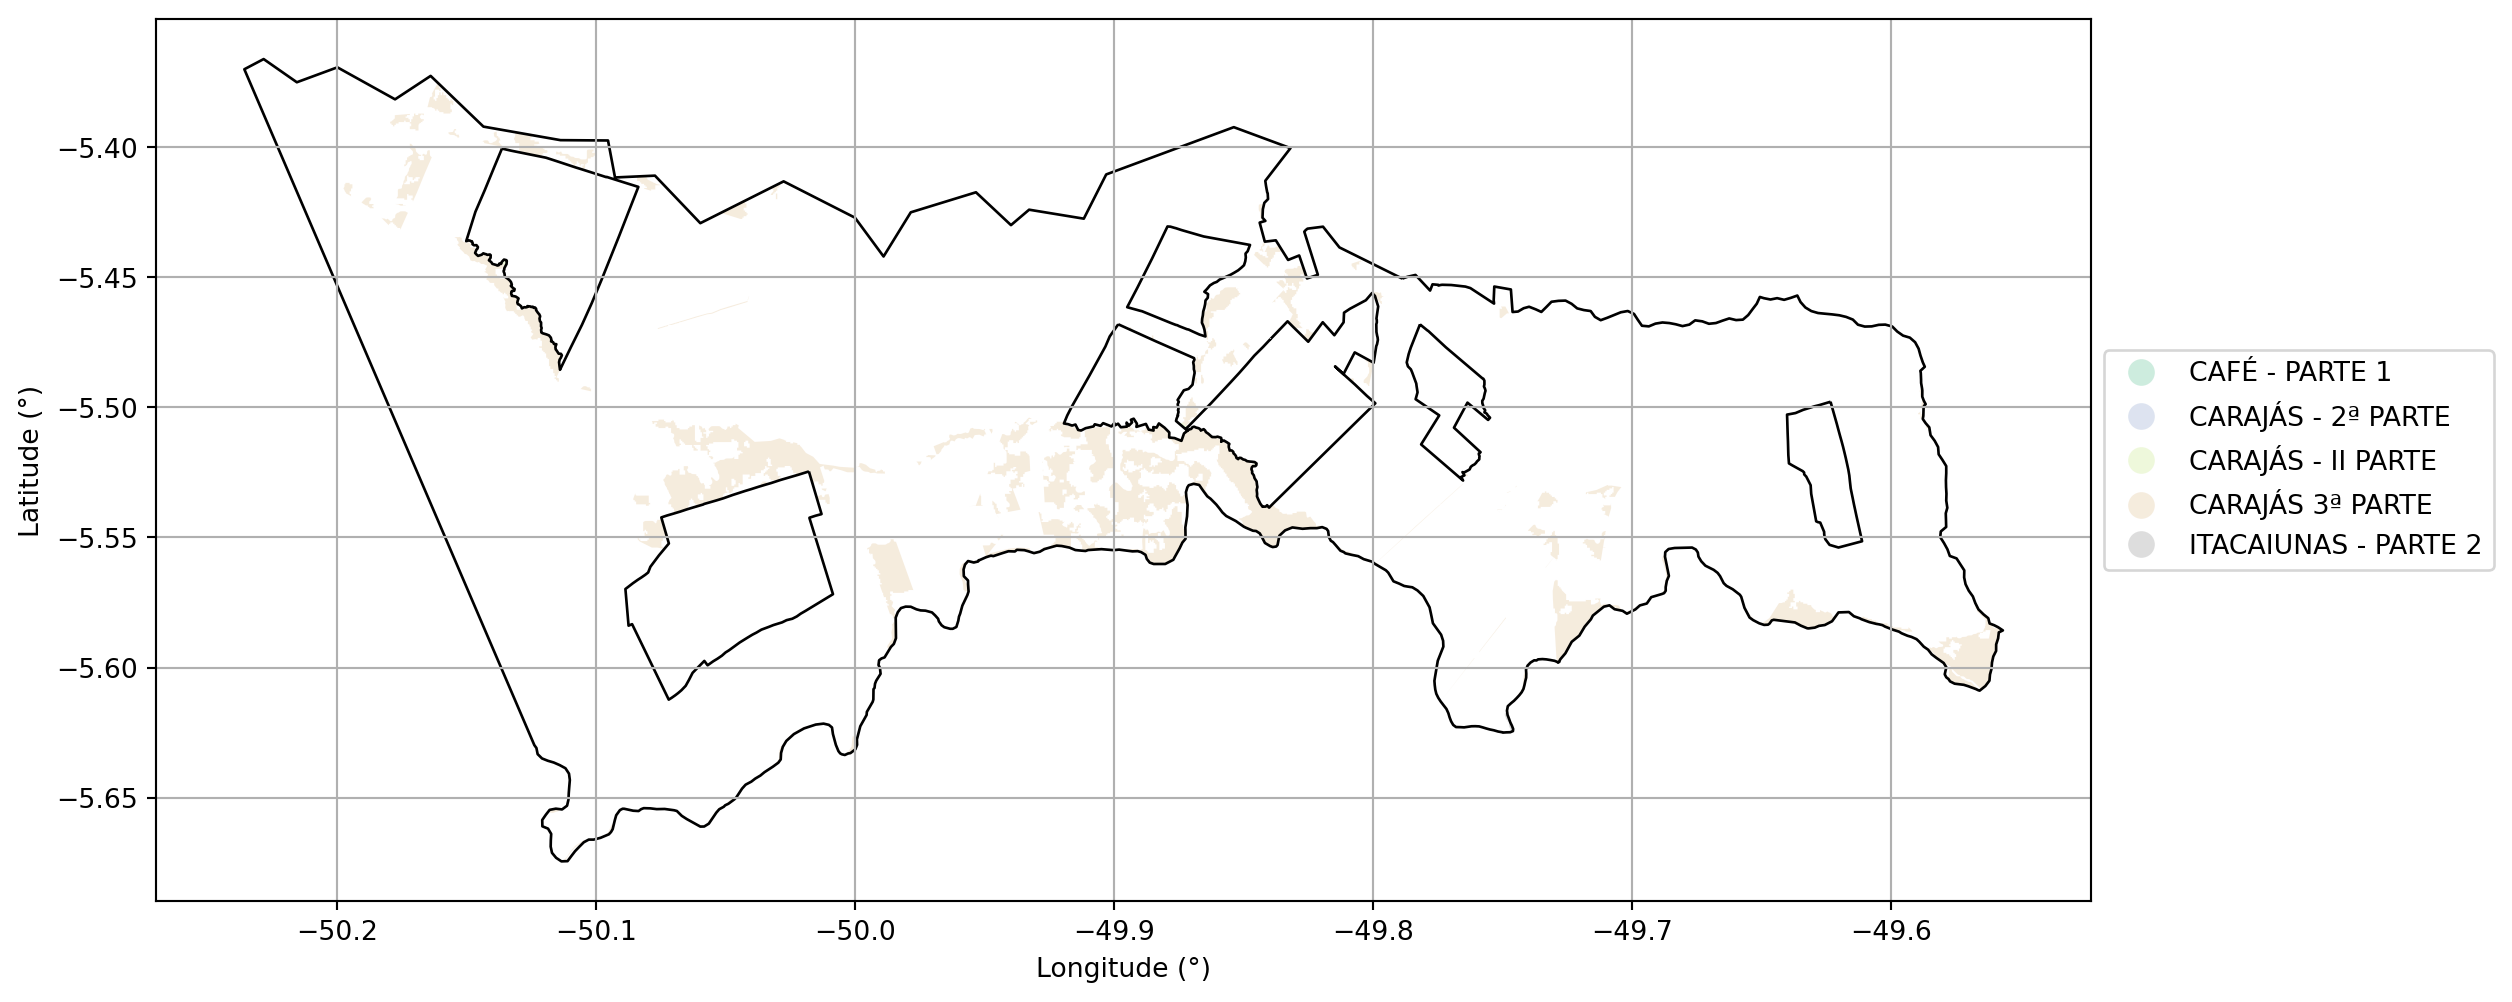 −5.40
−5.45
−5.50
−5.55
−5.60
−5.65
Latitude (°)
−50.2
−50.1
−50.0
−49.9
−49.8
−49.7
−49.6
Longitude (°)
CAFÉ - PARTE 1
CARAJÁS - 2ª PARTE
CARAJÁS - II PARTE
CARAJÁS 3ª PARTE
ITACAIUNAS - PARTE 2